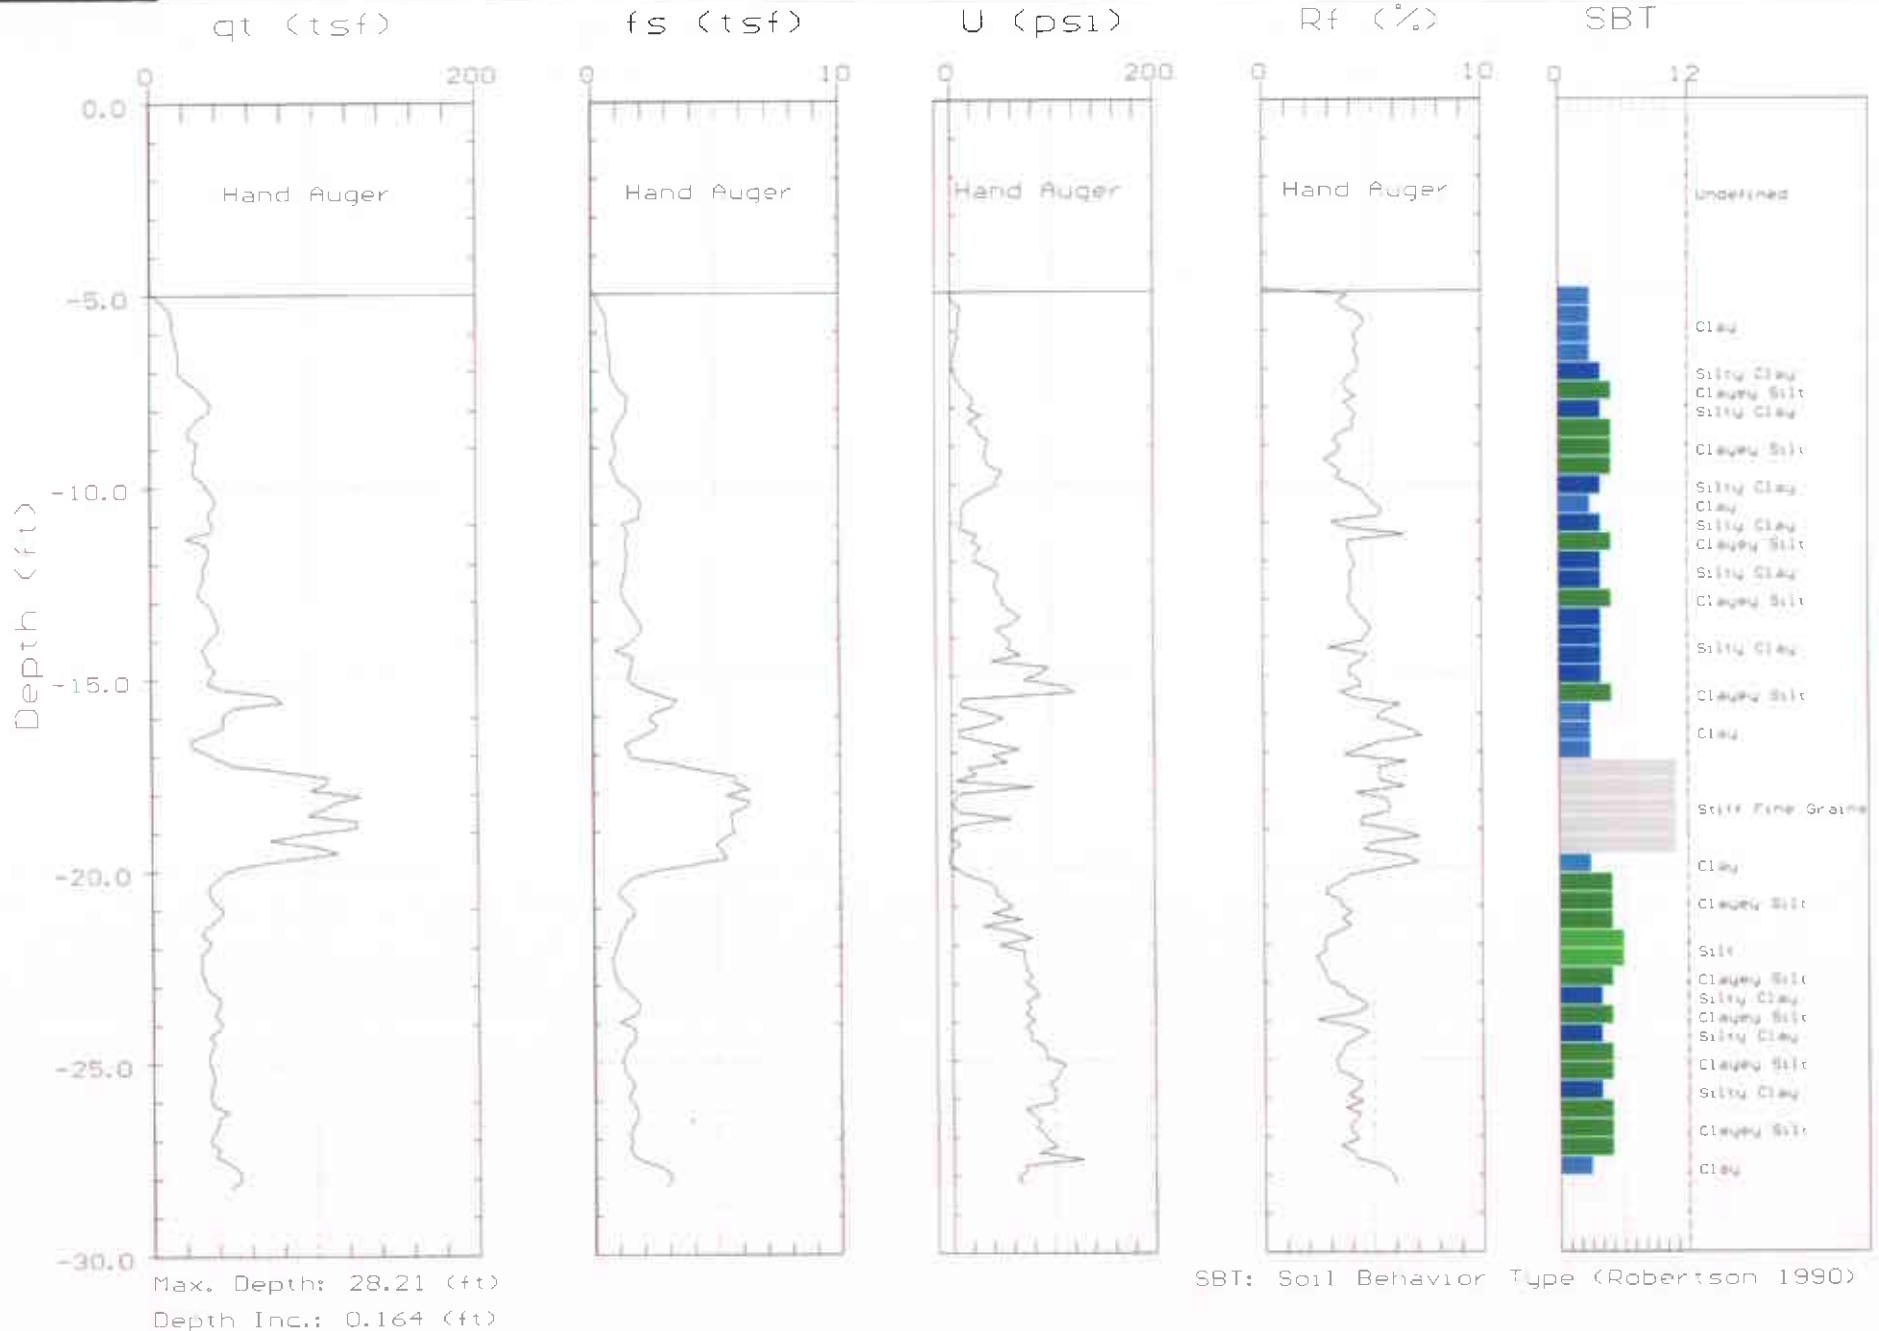 qt (tsf) fs (tsf) U (psi) Rf (%) SBT
0 200 0 10 0 200 0 10 0 12
0.0
Hand Auger Hand Auger Hand Auger Hand Auger Undefined
-5.0
Clay
Silty Clay
Clayey Silt
Silty Clay
Clayey Silt
-10.0
Silty Clay
Clay
Silty Clay
Clayey Silt
Silty Clay
Clayey Silt
Silty Clay
-15.0
Clayey Silt
Clay
Stiff Fine Graine
-20.0
Clay
Clayey Silt
Silt
Clayey Silt
Silty Clay
Clayey Silt
Silty Clay
-25.0
Clayey Silt
Silty Clay
Clayey Silt
Clay
-30.0
Depth (ft)
Max. Depth: 28.21 (ft)
Depth Inc.: 0.164 (ft)
SBT: Soil Behavior Type (Robertson 1990)